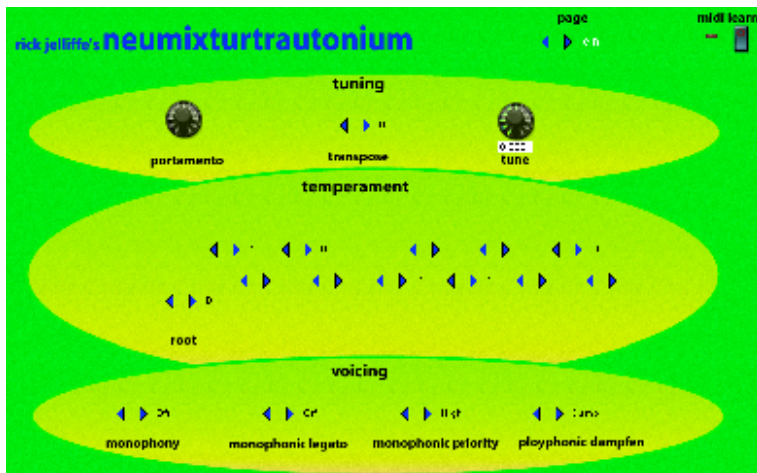 page
midi learn
rick jelliffe's neumixturtrautonium
tuning
portamento
transpose
tune
temperament
D
root
voicing
High
monophony
monophonic legato
monophonic priority
ployphonic dampfen